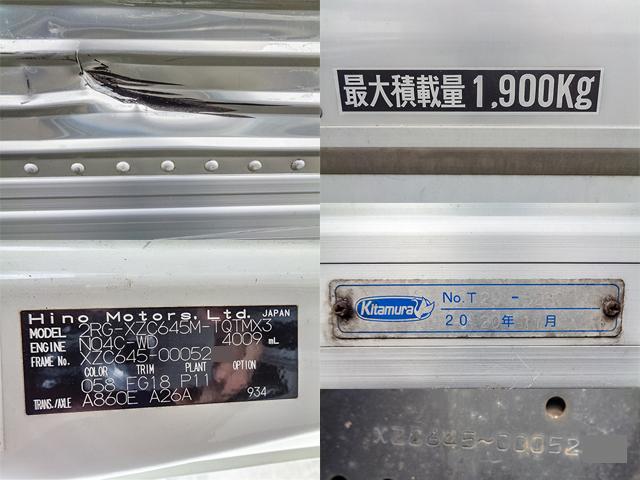 最大積載量 1,900Kg
Hino Motors, Ltd. JAPAN
MODEL 2RG-XZC645M-TQTMX3
ENGINE N04C-WD 4009 mL
FRAME No. XZC645-00052
COLOR TRIM PLANT OPTION
058 FG18 P11
TRANS./AXLE A860E A26A 934
Kitamura
No.T -
20 年 月
XZC645-00052